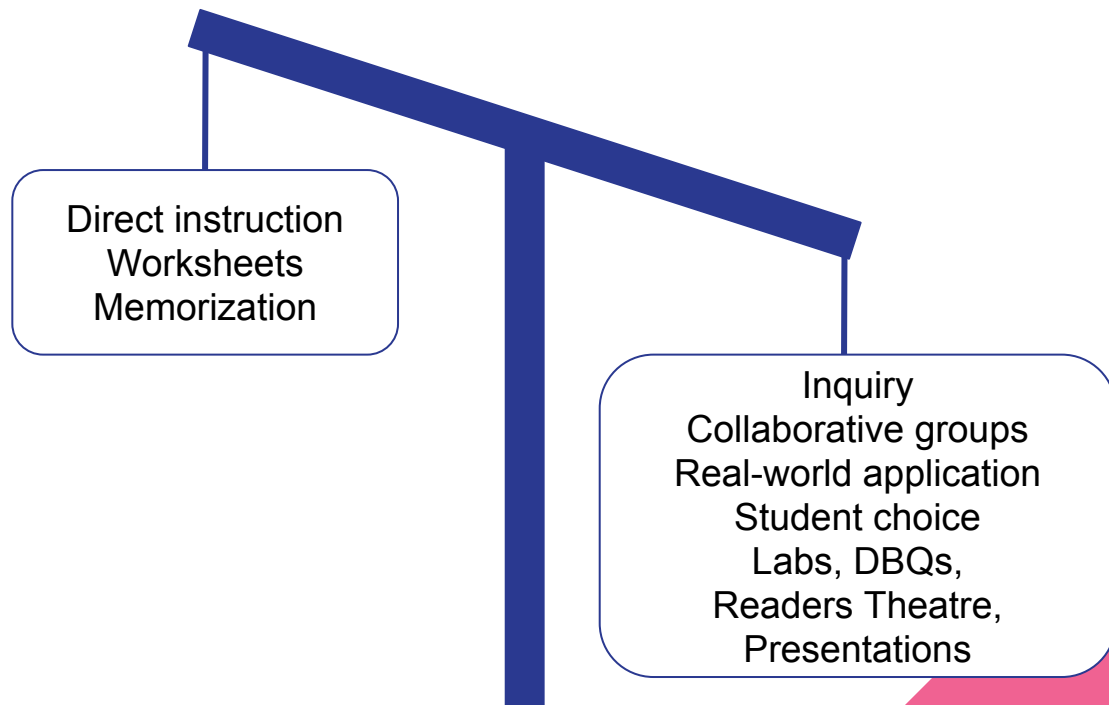 Direct instruction
Worksheets
Memorization
Inquiry
Collaborative groups
Real-world application
Student choice
Labs, DBQs,
Readers Theatre,
Presentations